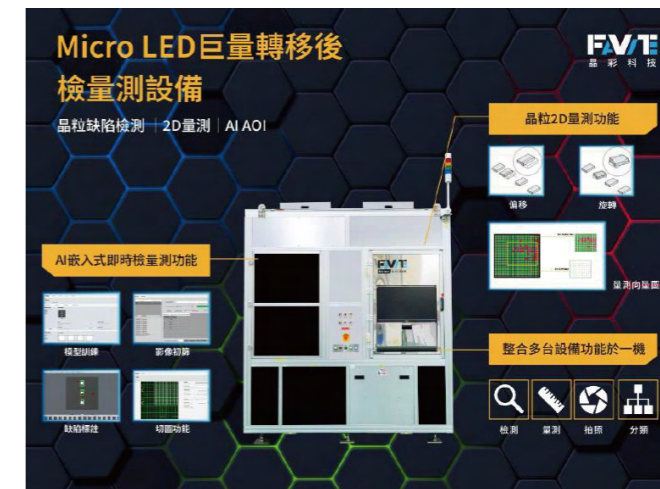 Micro LED巨量轉移後
檢量測設備
晶粒缺陷檢測｜2D量測｜AI AOI
FAVITE
晶彩科技
晶粒2D量測功能
偏移
旋轉
量測向量圖
AI嵌入式即時檢量測功能
模型訓練
影像初篩
缺陷標註
切圖功能
整合多台設備功能於一機
檢測
量測
拍照
分類